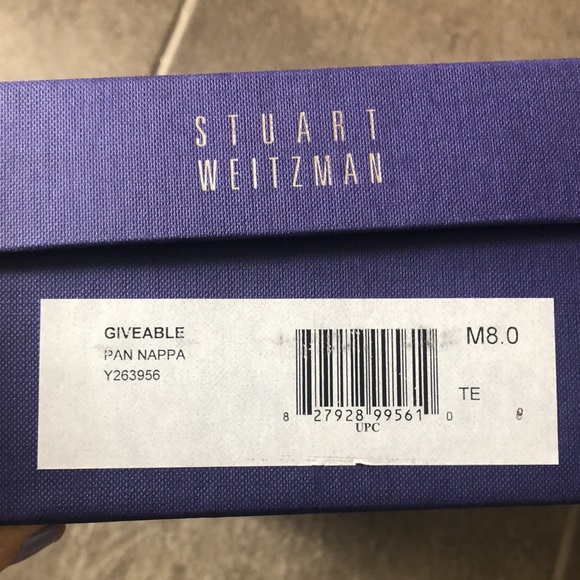 STUART
WEITZMAN
GIVEABLE
PAN NAPPA
Y263956
M8.0
TE
8 27928 99561 0
UPC